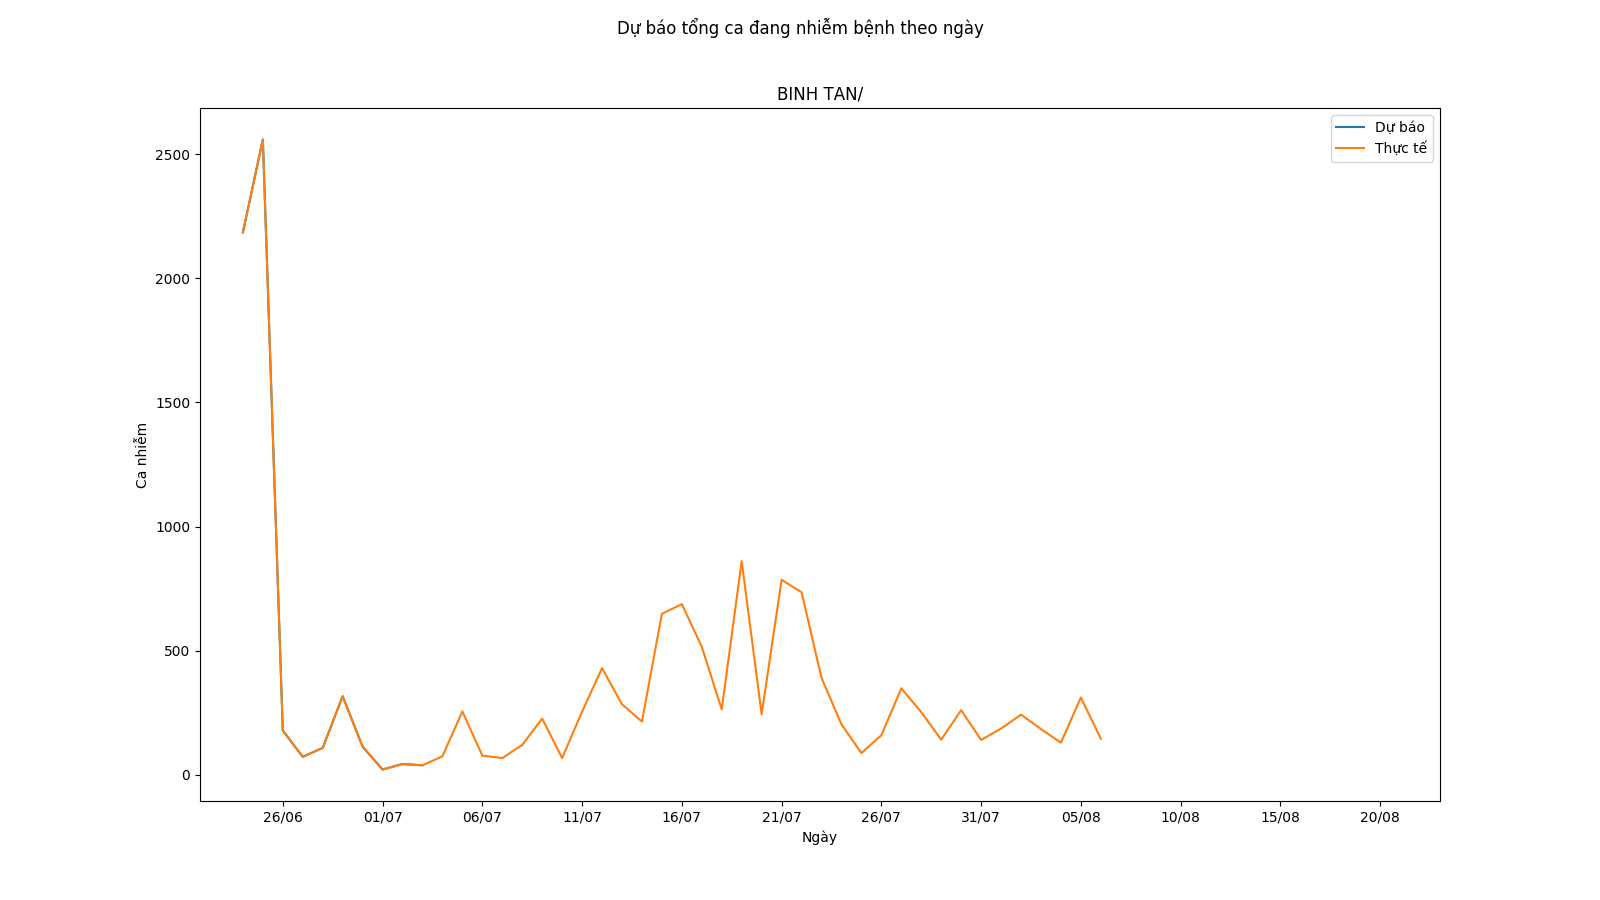 Dự báo tổng ca đang nhiễm bệnh theo ngày
BINH TAN/
Dự báo
Thực tế
2500
2000
1500
1000
500
0
Ca nhiễm
26/06 01/07 06/07 11/07 16/07 21/07 26/07 31/07 05/08 10/08 15/08 20/08
Ngày